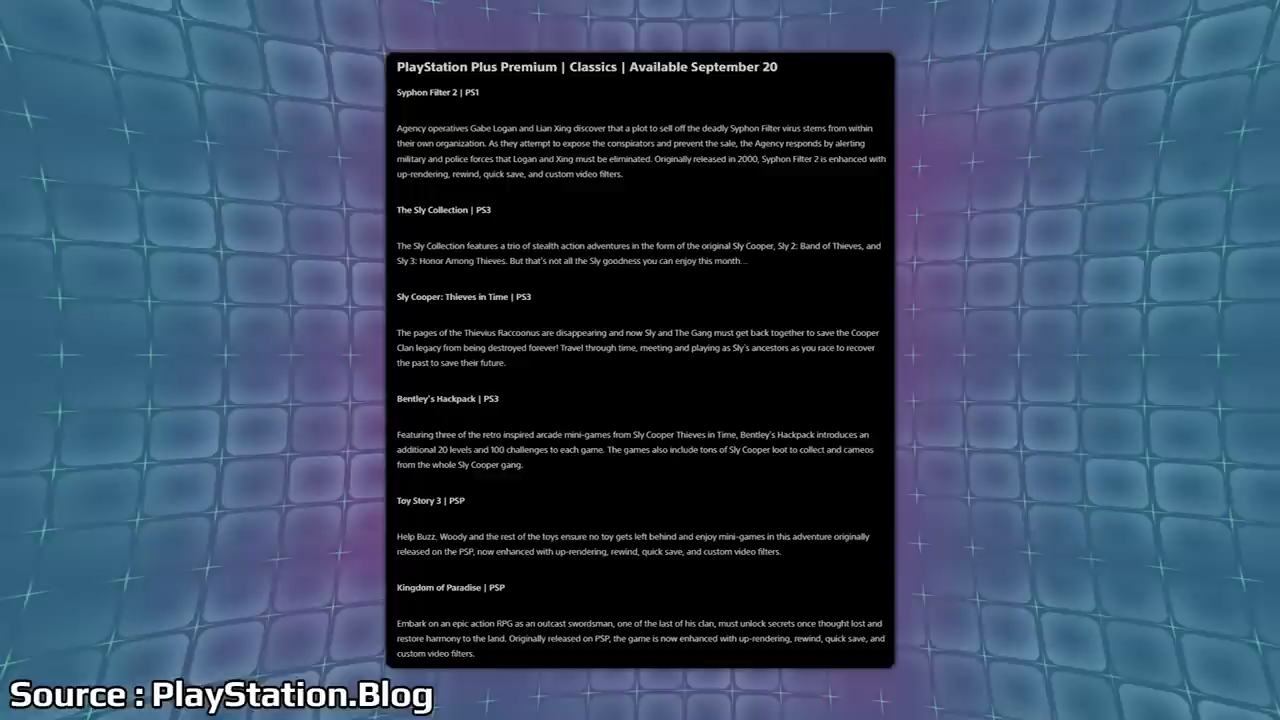 PlayStation Plus Premium | Classics | Available September 20
Syphon Filter 2 | PS1
Agency operatives Gabe Logan and Lian Xing discover that a plot to sell off the deadly Syphon Filter virus stems from within
their own organization. As they attempt to expose the conspirators and prevent the sale, the Agency responds by alerting
military and police forces that Logan and Xing must be eliminated. Originally released in 2000, Syphon Filter 2 is enhanced with
up-rendering, rewind, quick save, and custom video filters.
The Sly Collection | PS3
The Sly Collection features a trio of stealth action adventures in the form of the original Sly Cooper, Sly 2: Band of Thieves, and
Sly 3: Honor Among Thieves. But that's not all the Sly goodness you can enjoy this month…
Sly Cooper: Thieves in Time | PS3
The pages of the Thievius Raccoonus are disappearing and now Sly and The Gang must get back together to save the Cooper
Clan legacy from being destroyed forever! Travel through time, meeting and playing as Sly's ancestors as you race to recover
the past to save their future.
Bentley's Hackpack | PS3
Featuring three of the retro inspired arcade mini-games from Sly Cooper Thieves in Time, Bentley's Hackpack introduces an
additional 20 levels and 100 challenges to each game. The games also include tons of Sly Cooper loot to collect and cameos
from the whole Sly Cooper gang.
Toy Story 3 | PSP
Help Buzz, Woody and the rest of the toys ensure no toy gets left behind and enjoy mini-games in this adventure originally
released on the PSP, now enhanced with up-rendering, rewind, quick save, and custom video filters.
Kingdom of Paradise | PSP
Embark on an epic action RPG as an outcast swordsman, one of the last of his clan, must unlock secrets once thought lost and
restore harmony to the land. Originally released on PSP, the game is now enhanced with up-rendering, rewind, quick save, and
custom video filters.
Source : PlayStation.Blog